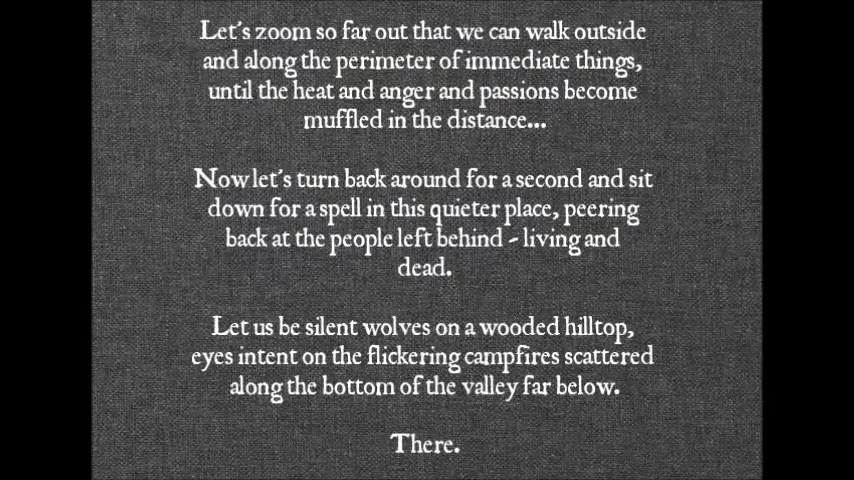 Let's zoom so far out that we can walk outside
and along the perimeter of immediate things,
until the heat and anger and passions become
muffled in the distance...
Now let's turn back around for a second and sit
down for a spell in this quieter place, peering
back at the people left behind - living and
dead.
Let us be silent wolves on a wooded hilltop,
eyes intent on the flickering campfires scattered
along the bottom of the valley far below.
There.